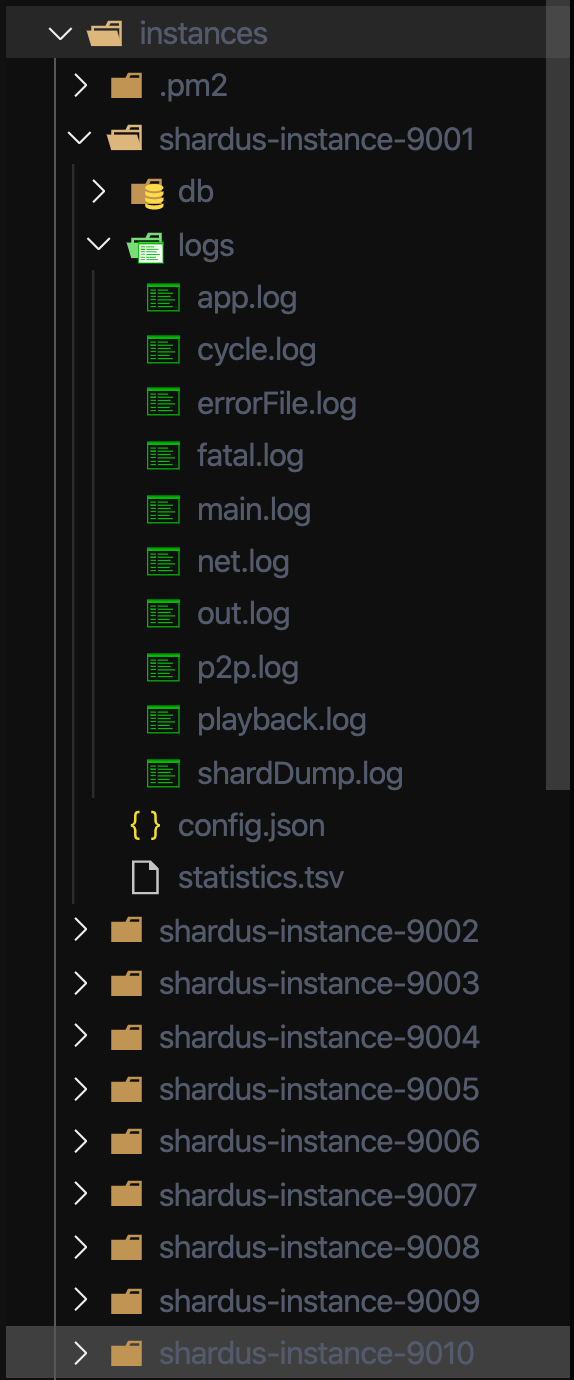 instances
.pm2
shardus-instance-9001
db
logs
app.log
cycle.log
errorFile.log
fatal.log
main.log
net.log
out.log
p2p.log
playback.log
shardDump.log
{ } config.json
statistics.tsv
shardus-instance-9002
shardus-instance-9003
shardus-instance-9004
shardus-instance-9005
shardus-instance-9006
shardus-instance-9007
shardus-instance-9008
shardus-instance-9009
shardus-instance-9010